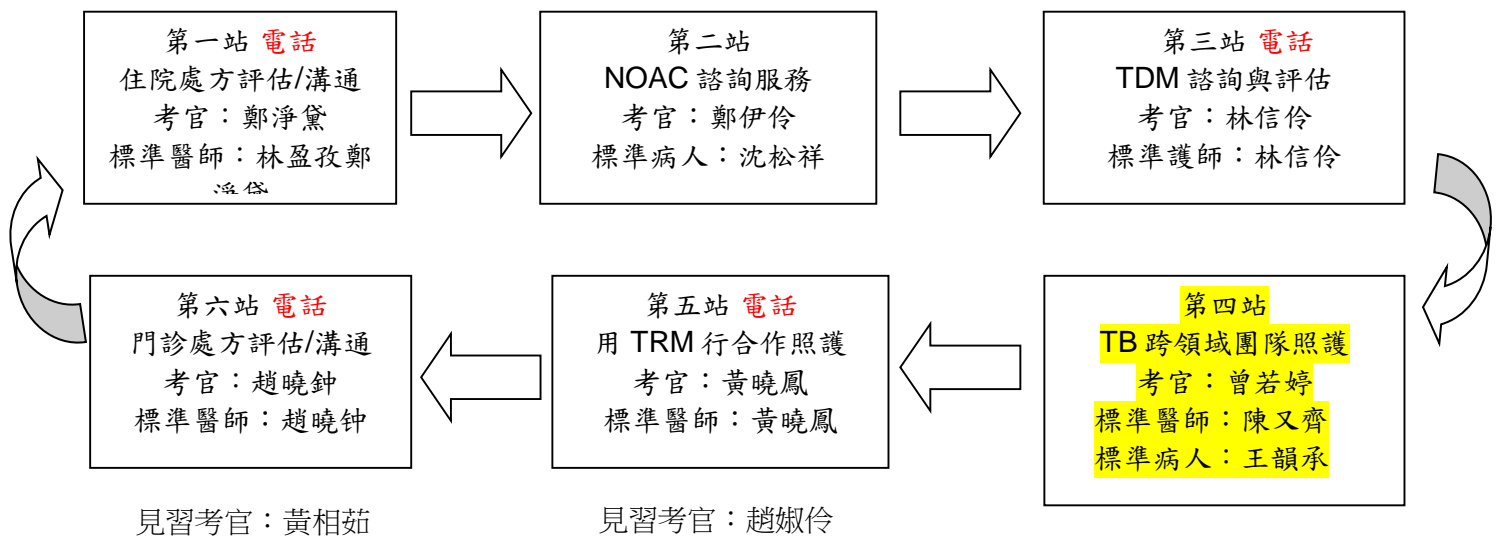 第一站 電話
住院處方評估/溝通
考官：鄭淨黛
標準醫師：林盈孜鄭
第二站
NOAC 諮詢服務
考官：鄭伊伶
標準病人：沈松祥
第三站 電話
TDM 諮詢與評估
考官：林信伶
標準護師：林信伶
第四站
TB 跨領域團隊照護
考官：曾若婷
標準醫師：陳又齊
標準病人：王韻承
第五站 電話
用 TRM 行合作照護
考官：黃曉鳳
標準醫師：黃曉鳳
第六站 電話
門診處方評估/溝通
考官：趙曉鐘
標準醫師：趙曉钟
見習考官：趙娰伶
見習考官：黃相茹